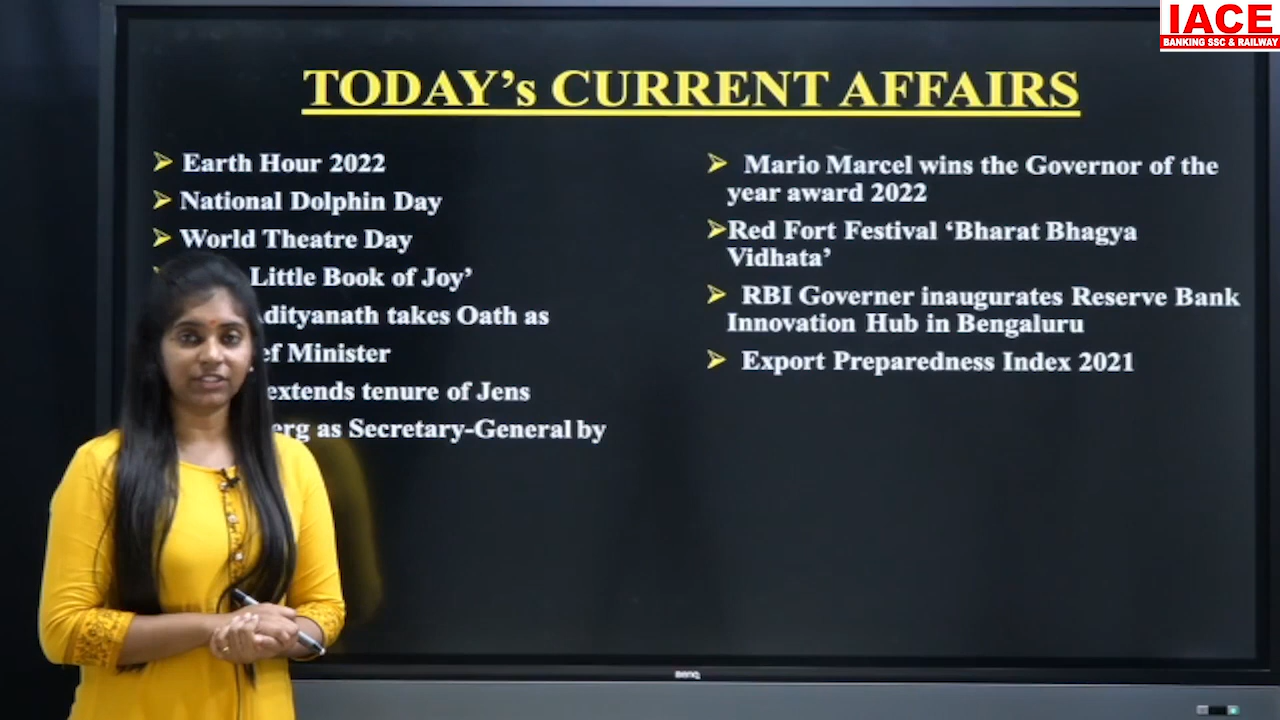 IACE
BANKING SSC & RAILWAY
TODAY's CURRENT AFFAIRS
➢ Earth Hour 2022
➢ National Dolphin Day
➢ World Theatre Day
Little Book of Joy’
takes Oath as
Minister
extends tenure of Jens
as Secretary-General by
➢ Mario Marcel wins the Governor of the
year award 2022
➢Red Fort Festival ‘Bharat Bhagya
Vidhata’
➢ RBI Governer inaugurates Reserve Bank
Innovation Hub in Bengaluru
➢ Export Preparedness Index 2021
BenQ